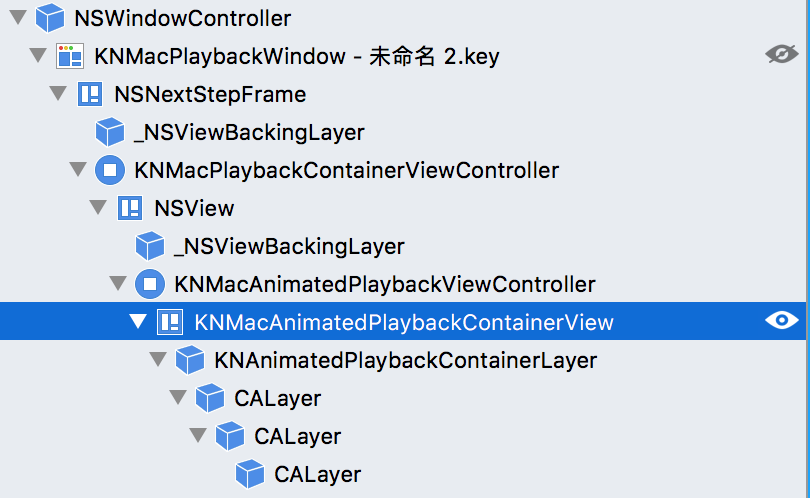 NSWindowController
KNMacPlaybackWindow - 未命名 2.key
NSNextStepFrame
_NSViewBackingLayer
KNMacPlaybackContainerViewController
NSView
_NSViewBackingLayer
KNMacAnimatedPlaybackViewController
KNMacAnimatedPlaybackContainerView
KNAnimatedPlaybackContainerLayer
CALayer
CALayer
CALayer